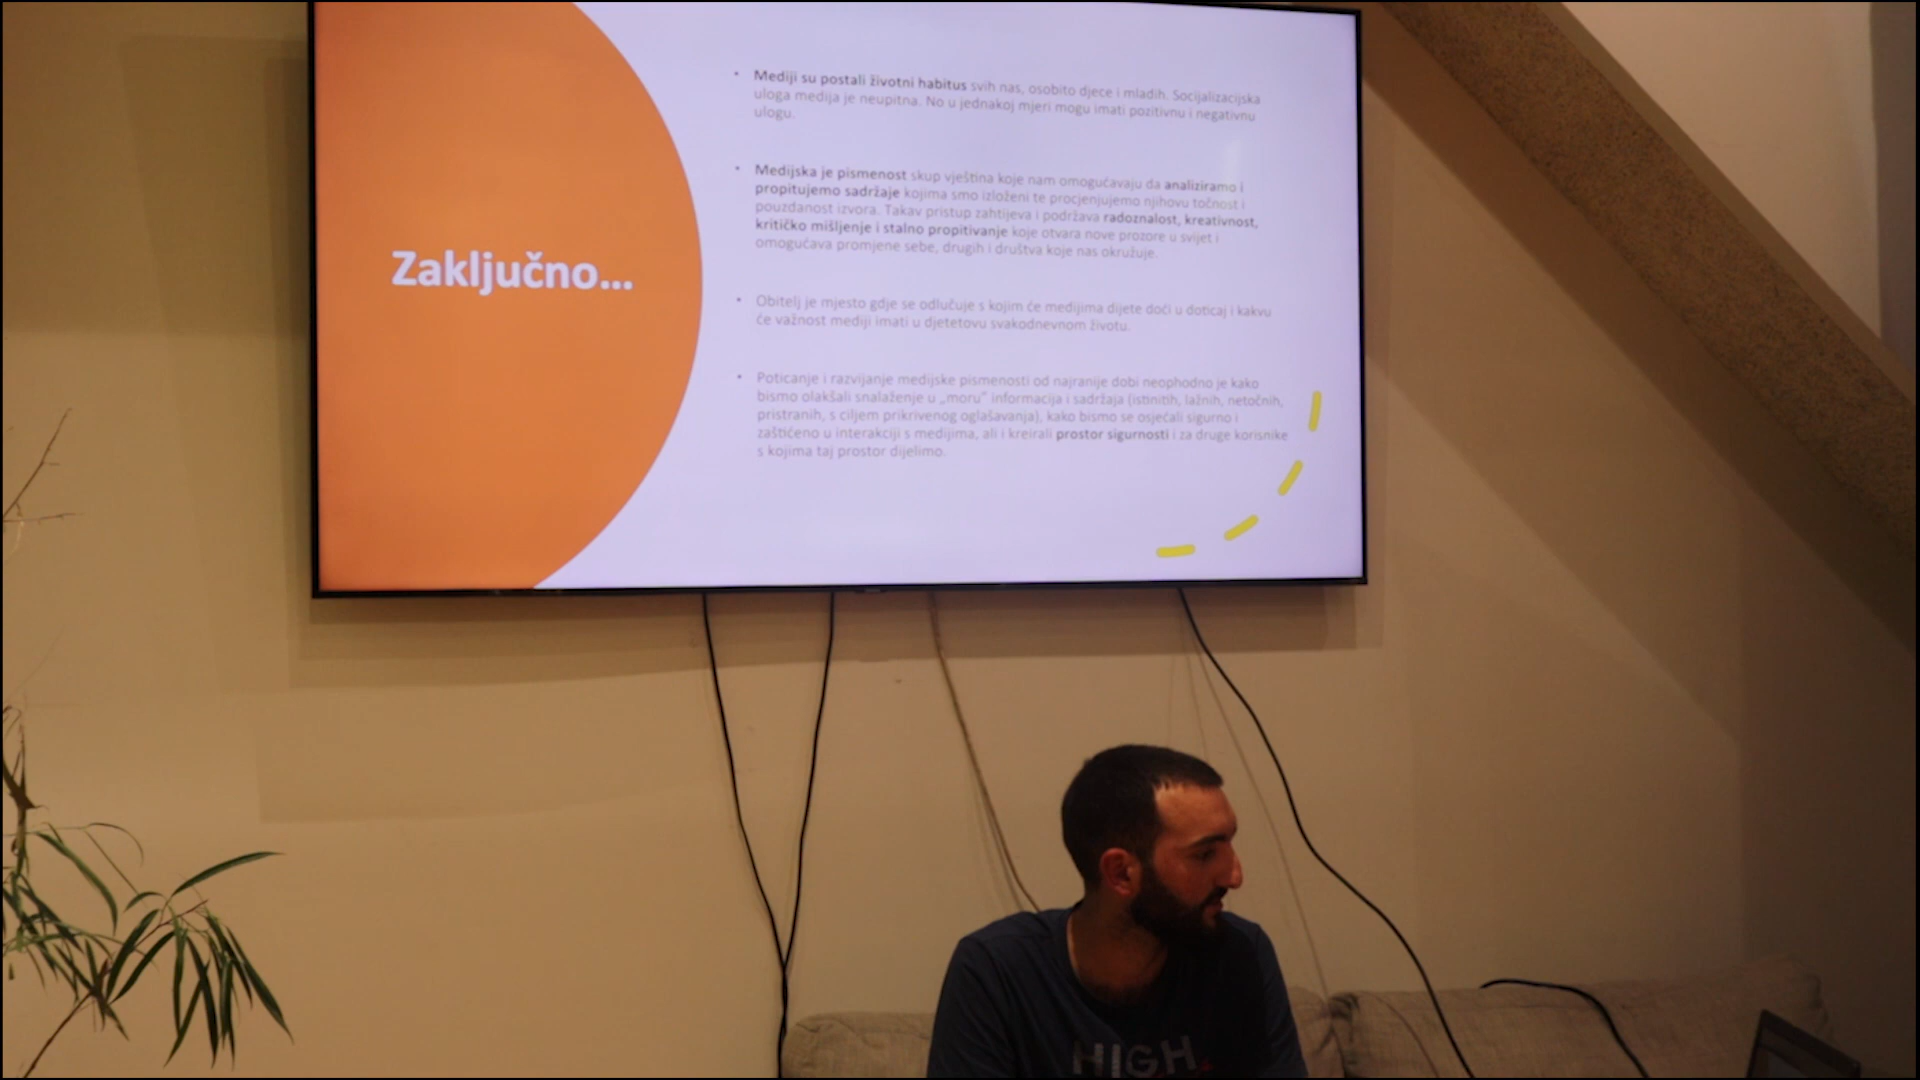 Zaključno...
• Mediji su postali životni habitus svih nas, osobito djece i mladih. Socijalizacijska
uloga medija je neupitna. No u jednakoj mjeri mogu imati pozitivnu i negativnu
ulogu.
• Medijska je pismenost skup vještina koje nam omogućavaju da analiziramo i
propitujemo sadržaje kojima smo izloženi te procjenjujemo njihovu točnost i
pouzdanost izvora. Takav pristup zahtijeva i podržava radoznalost, kreativnost,
kritičko mišljenje i stalno propitivanje koje otvara nove prozore u svijet i
omogućava promjene sebe, drugih i društva koje nas okružuje.
• Obitelj je mjesto gdje se odlučuje s kojim će medijima dijete doći u doticaj i kakvu
će važnost mediji imati u djetetovu svakodnevnom životu.
• Poticanje i razvijanje medijske pismenosti od najranije dobi neophodno je kako
bismo olakšali snalaženje u „moru” informacija i sadržaja (istinitih, lažnih, netočnih,
pristranih, s ciljem prikrivenog oglašavanja), kako bismo se osjećali sigurno i
zaštićeno u interakciji s medijima, ali i kreirali prostor sigurnosti i za druge korisnike
s kojima taj prostor dijelimo.
HIGH.